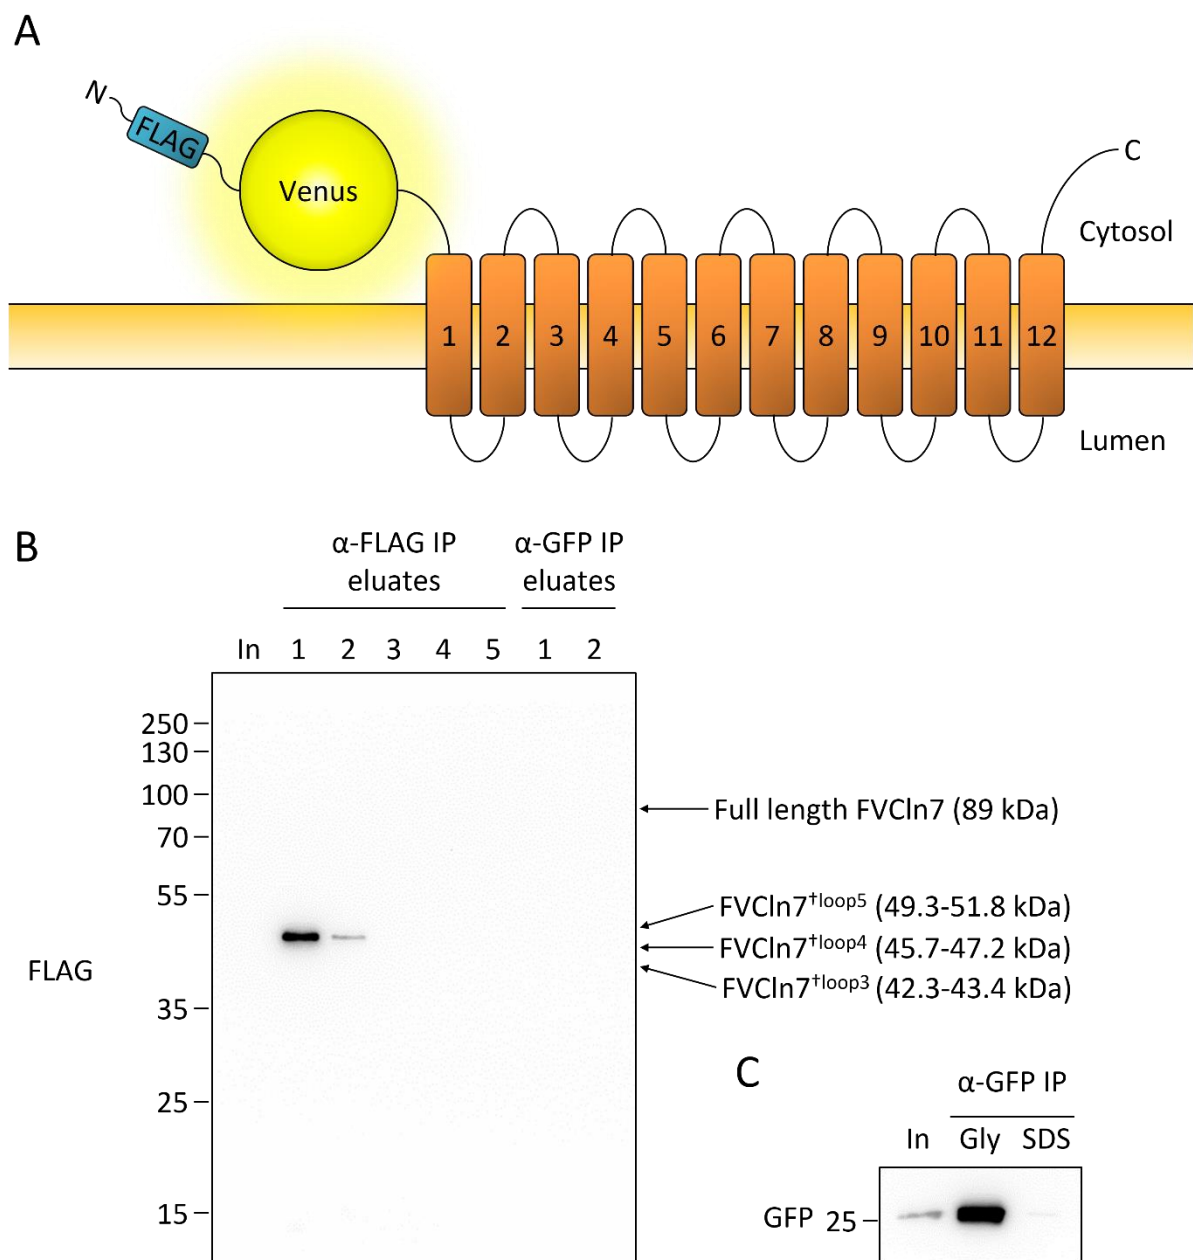 A
N
FLAG
Venus
C
Cytosol
1 2 3 4 5 6 7 8 9 10 11 12
Lumen
B
α-FLAG IP
eluates
α-GFP IP
eluates
In 1 2 3 4 5 1 2
250
130
100
70
55
35
25
15
FLAG
Full length FVCln7 (89 kDa)
FVCln7†loop5 (49.3-51.8 kDa)
FVCln7†loop4 (45.7-47.2 kDa)
FVCln7†loop3 (42.3-43.4 kDa)
C
α-GFP IP
In Gly SDS
GFP 25